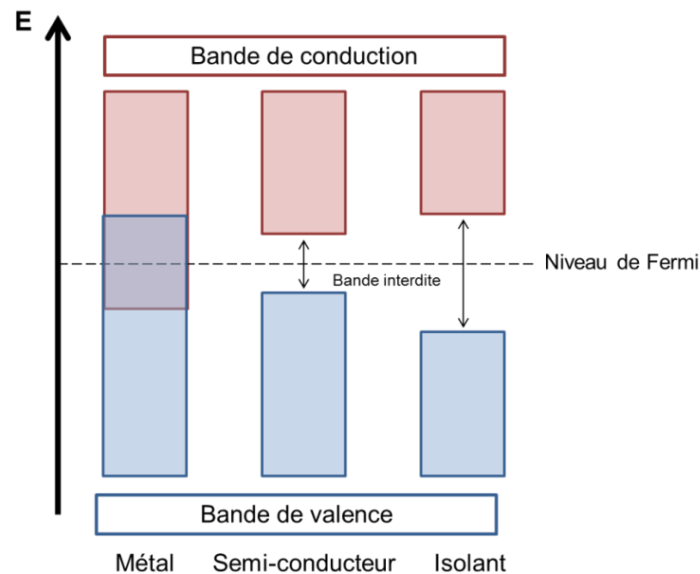 E
Bande de conduction
Niveau de Fermi
Bande interdite
Bande de valence
Métal Semi-conducteur Isolant